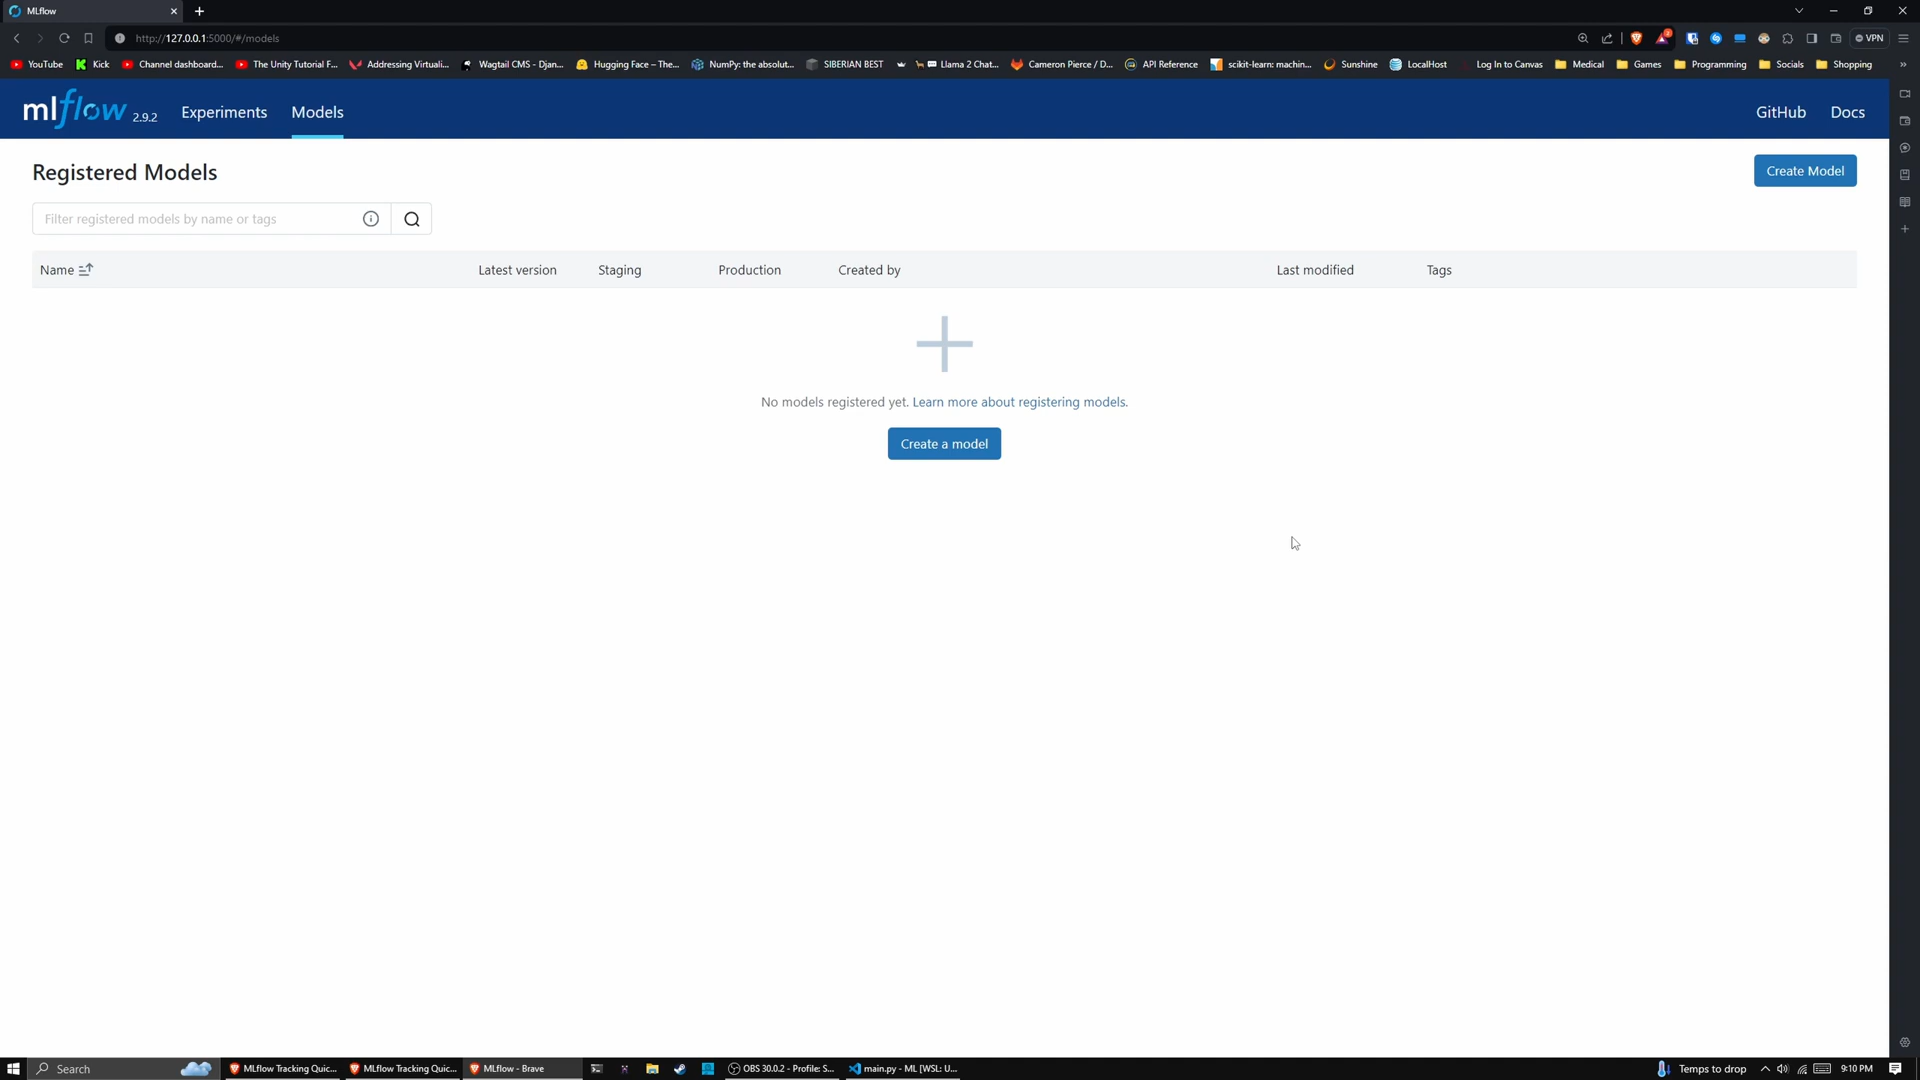 MLflow
http://127.0.0.1:5000/#/models
2
VPN
YouTube
Kick
Channel dashboard...
The Unity Tutorial F...
Addressing Virtuali...
Wagtail CMS - Djan...
Hugging Face – The...
NumPy: the absolut...
SIBERIAN BEST
Llama 2 Chat...
Cameron Pierce / D...
API Reference
scikit-learn: machin...
Sunshine
LocalHost
Log In to Canvas
Medical
Games
Programming
Socials
Shopping
mlflow 2.9.2
Experiments
Models
GitHub
Docs
Registered Models
Create Model
Filter registered models by name or tags
Name
Latest version
Staging
Production
Created by
Last modified
Tags
No models registered yet. Learn more about registering models.
Create a model
Search
MLflow Tracking Quic...
MLflow Tracking Quic...
MLflow - Brave
OBS 30.0.2 - Profile: S...
main.py - ML [WSL: U...
Temps to drop
9:10 PM